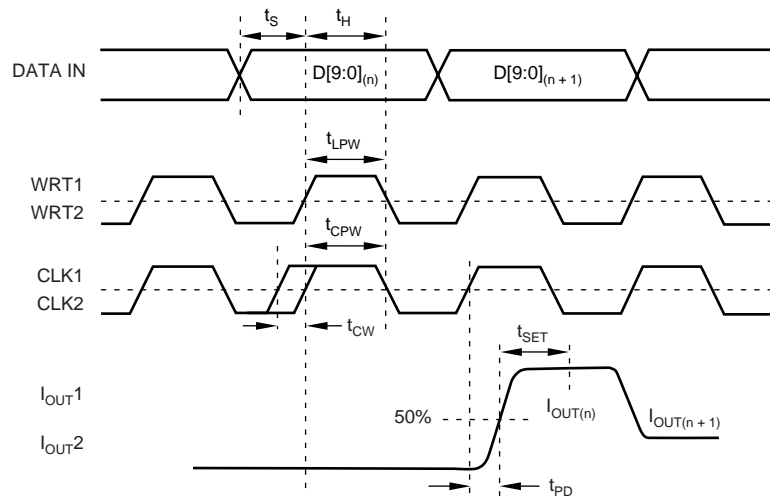 tS
tH
DATA IN
D[9:0](n)
D[9:0](n + 1)
tLPW
WRT1
WRT2
tCPW
CLK1
CLK2
tCW
tSET
IOUT1
50%
IOUT(n)
IOUT(n + 1)
IOUT2
tPD